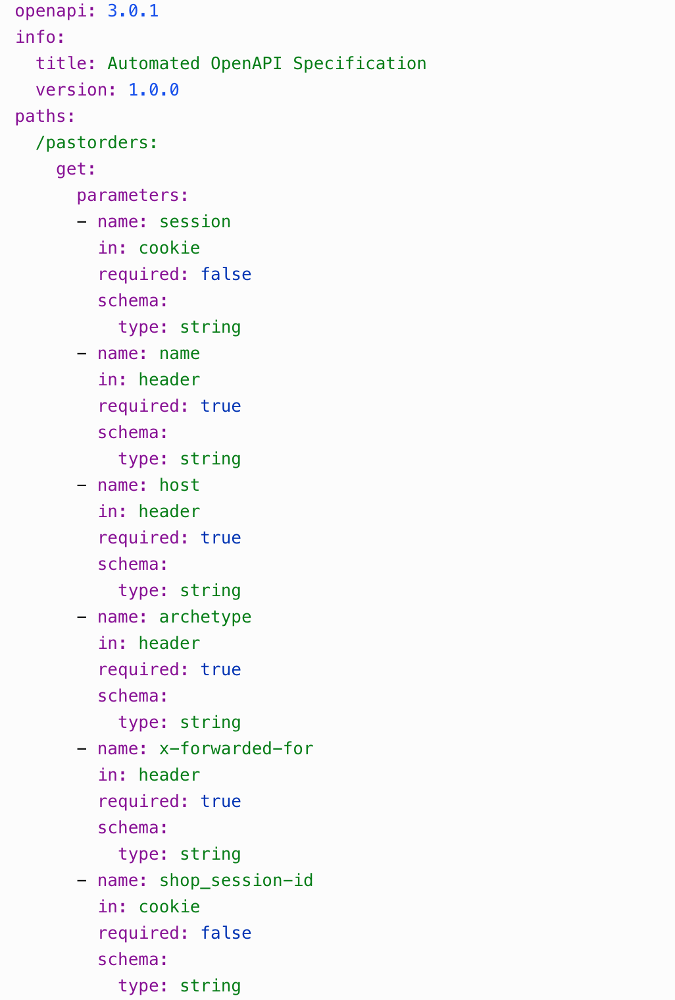 openapi: 3.0.1
info:
  title: Automated OpenAPI Specification
  version: 1.0.0
paths:
  /pastorders:
    get:
      parameters:
      - name: session
        in: cookie
        required: false
        schema:
          type: string
      - name: name
        in: header
        required: true
        schema:
          type: string
      - name: host
        in: header
        required: true
        schema:
          type: string
      - name: archetype
        in: header
        required: true
        schema:
          type: string
      - name: x-forwarded-for
        in: header
        required: true
        schema:
          type: string
      - name: shop_session-id
        in: cookie
        required: false
        schema:
          type: string